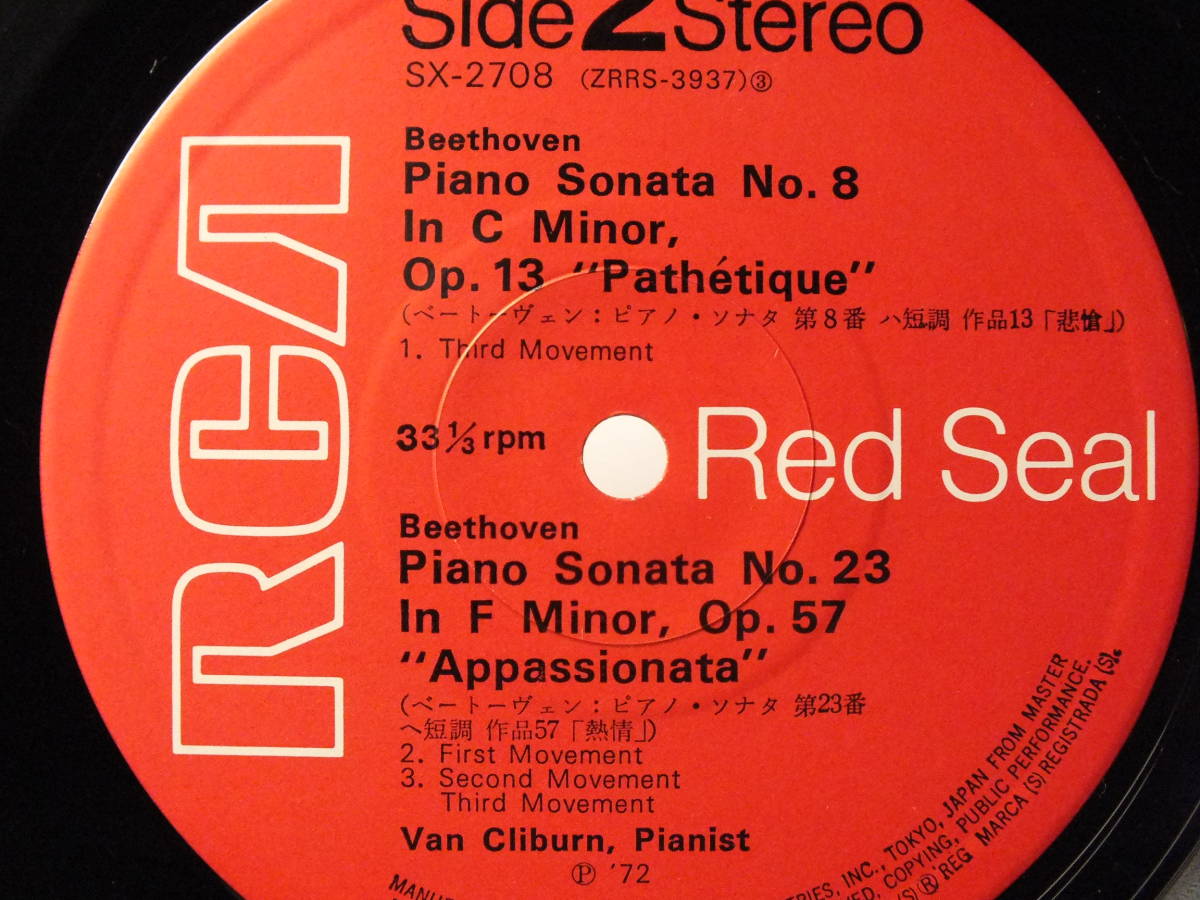 Side 2 Stereo
SX-2708 (ZRRS-3937)③
RCA
Beethoven
Piano Sonata No. 8
In C Minor,
Op. 13 "Pathétique"
(ベートーヴェン：ピアノ・ソナタ 第8番 ハ短調 作品13「悲愴」)
1. Third Movement
33 1/3 rpm
Red Seal
Beethoven
Piano Sonata No. 23
In F Minor, Op. 57
"Appassionata"
(ベートーヴェン：ピアノ・ソナタ 第23番
ヘ短調 作品57「熱情」)
2. First Movement
3. Second Movement
Third Movement
Van Cliburn, Pianist
Ⓟ '72
INC., TOKYO, JAPAN FROM MASTER
COPYING, PUBLIC PERFORMANCE.
(S)® REG MARCA (S) REGISTRADA (S).